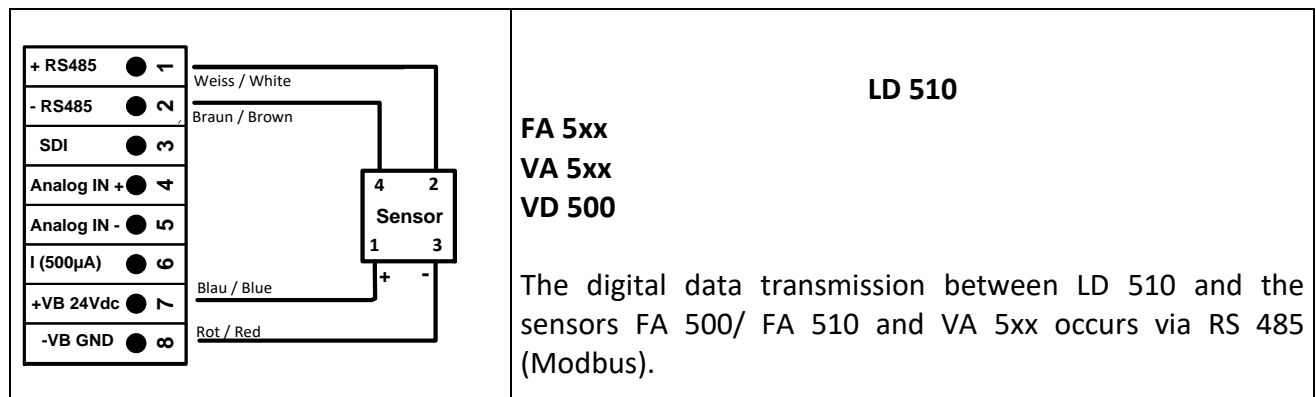 + RS485 1
- RS485 2
SDI 3
Analog IN + 4
Analog IN - 5
I (500µA) 6
+VB 24Vdc 7
-VB GND 8
Weiss / White
Braun / Brown
4 2
Sensor
1 3
+ -
Blau / Blue
Rot / Red
LD 510
FA 5xx
VA 5xx
VD 500
The digital data transmission between LD 510 and the
sensors FA 500/ FA 510 and VA 5xx occurs via RS 485
(Modbus).